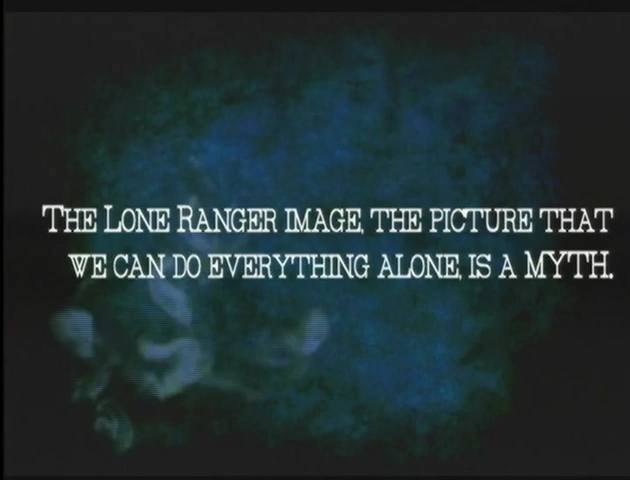 The Lone Ranger image, the picture that
we can do everything alone, is a MYTH.